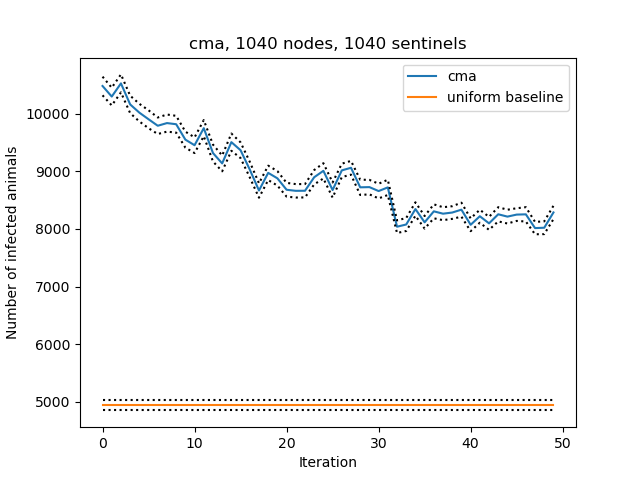 cma, 1040 nodes, 1040 sentinels
cma
uniform baseline
Number of infected animals
10000
9000
8000
7000
6000
5000
0 10 20 30 40 50
Iteration